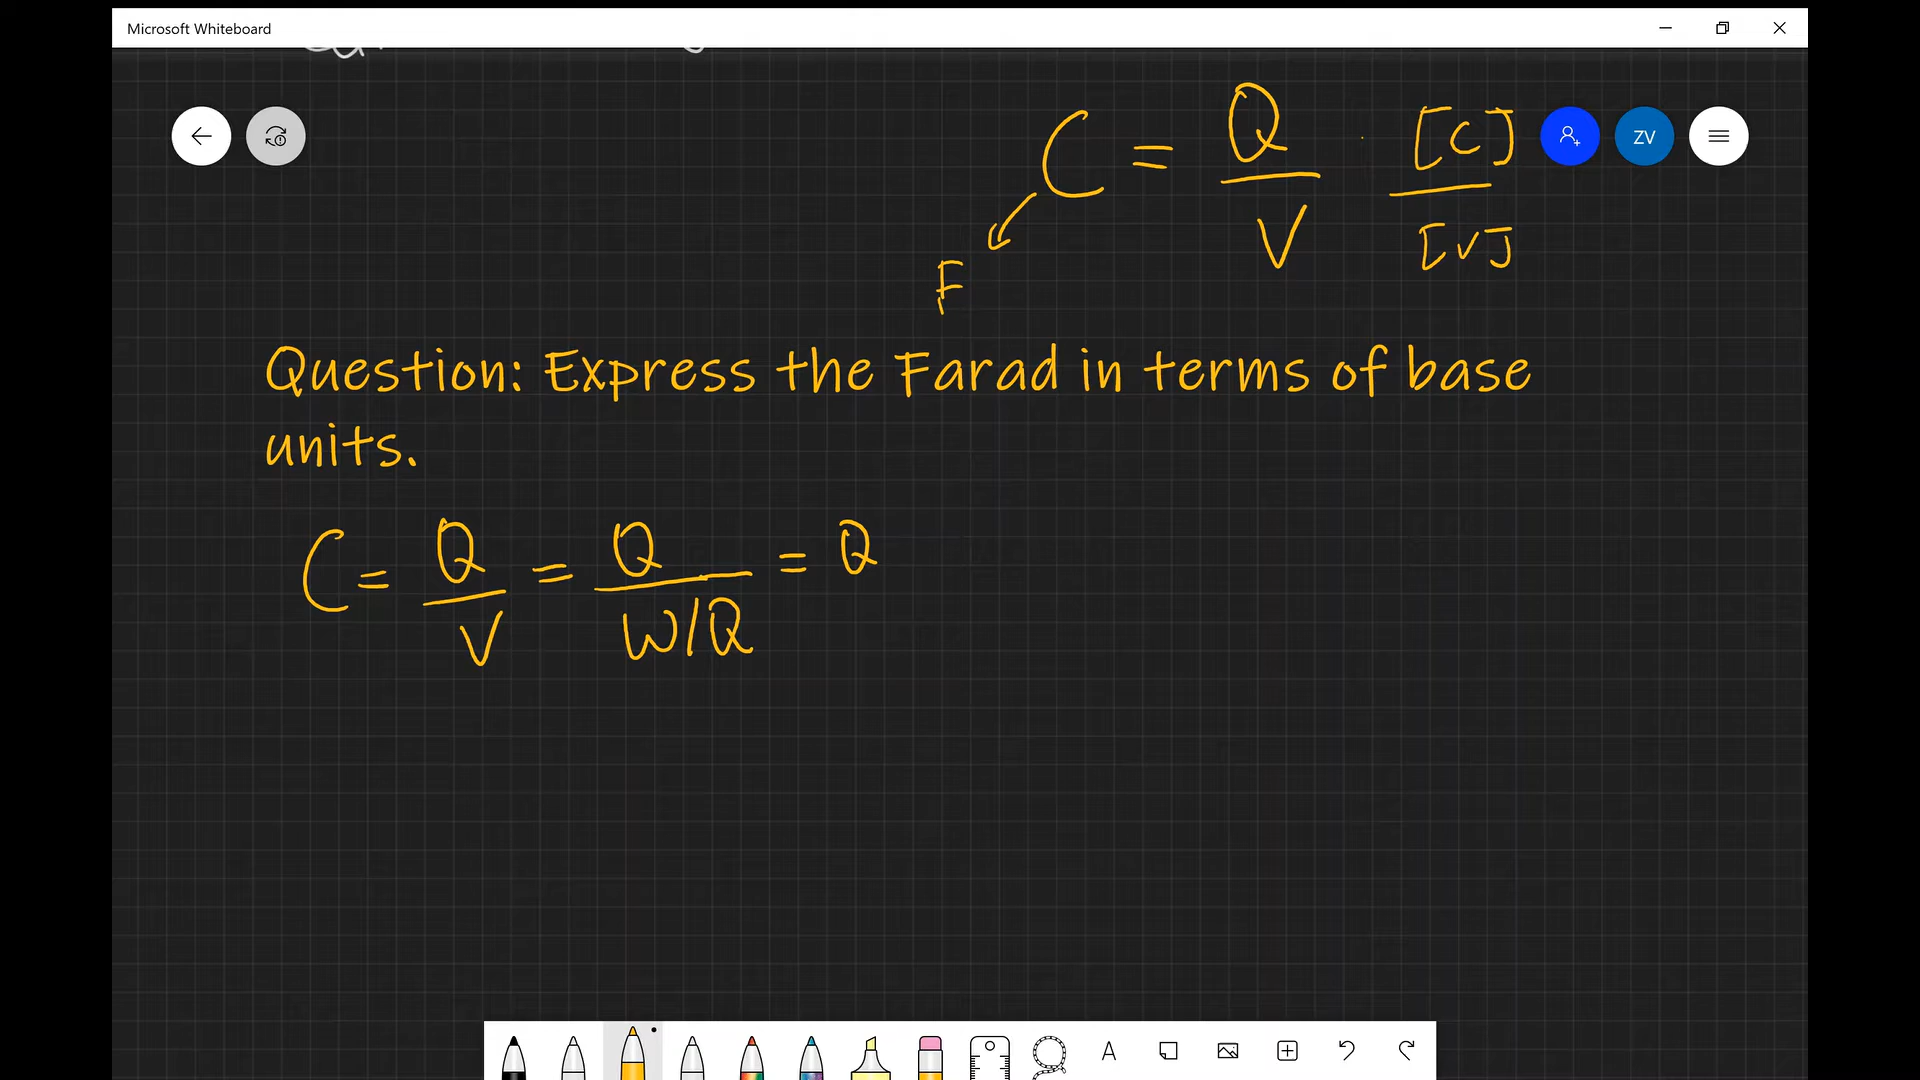 Microsoft Whiteboard
C = Q / V [C] / [V]
F
ZV
Question: Express the Farad in terms of base
units.
C = Q / V = Q / W/Q = Q
A